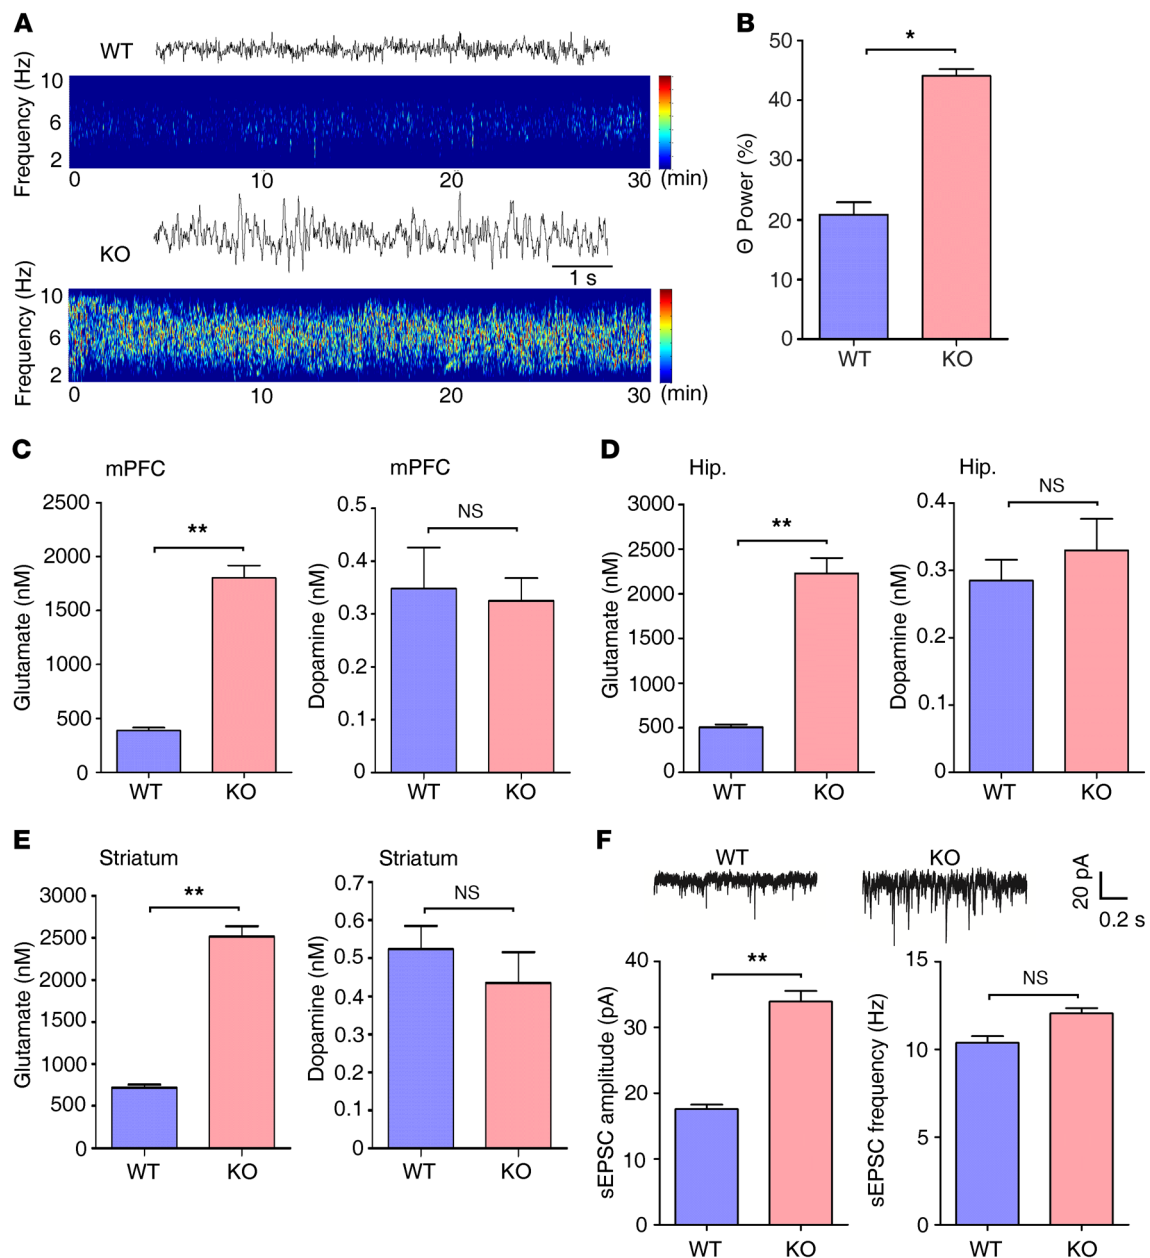 A
WT
Frequency (Hz)
10
6
2
0 10 20 30 (min)
KO
1 s
Frequency (Hz)
10
6
2
0 10 20 30 (min)
B
Θ Power (%)
50
40
30
20
10
0
*
WT KO
C
mPFC
Glutamate (nM)
2500
2000
1500
1000
500
0
**
WT KO
mPFC
Dopamine (nM)
0.5
0.4
0.3
0.2
0.1
0
NS
WT KO
D
Hip.
Glutamate (nM)
3000
2500
2000
1500
1000
500
0
**
WT KO
Hip.
Dopamine (nM)
0.4
0.3
0.2
0.1
0
NS
WT KO
E
Striatum
Glutamate (nM)
3000
2500
2000
1500
1000
500
0
**
WT KO
Striatum
Dopamine (nM)
0.7
0.6
0.5
0.4
0.3
0.2
0.1
0
NS
WT KO
F
WT KO
20 pA
0.2 s
sEPSC amplitude (pA)
40
30
20
10
0
**
WT KO
sEPSC frequency (Hz)
15
10
5
0
NS
WT KO